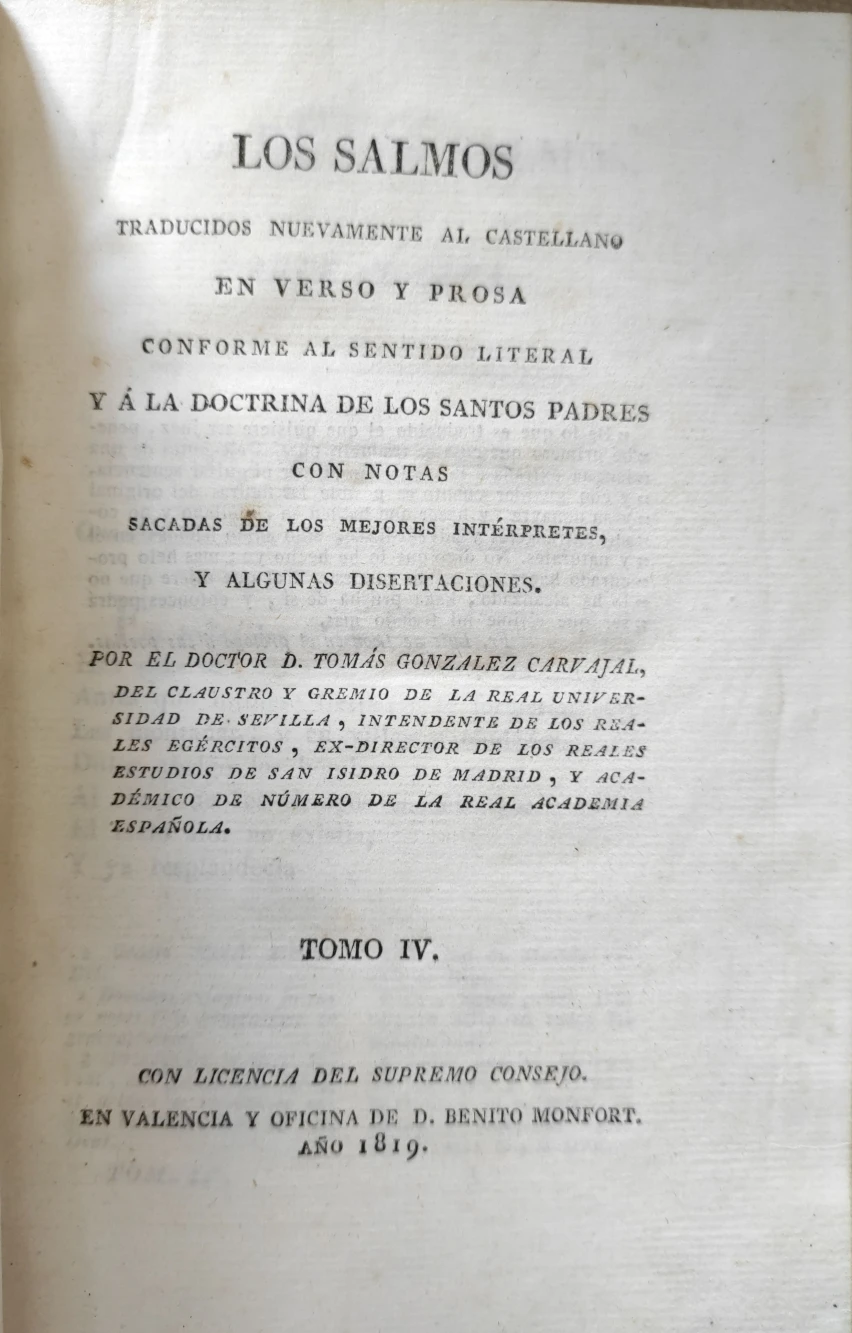 LOS SALMOS
TRADUCIDOS NUEVAMENTE AL CASTELLANO
EN VERSO Y PROSA
CONFORME AL SENTIDO LITERAL
Y Á LA DOCTRINA DE LOS SANTOS PADRES
CON NOTAS
SACADAS DE LOS MEJORES INTÉRPRETES,
Y ALGUNAS DISERTACIONES.
POR EL DOCTOR D. TOMÁS GONZALEZ CARVAJAL,
DEL CLAUSTRO Y GREMIO DE LA REAL UNIVER-
SIDAD DE SEVILLA, INTENDENTE DE LOS REA-
LES EGÉRCITOS, EX-DIRECTOR DE LOS REALES
ESTUDIOS DE SAN ISIDRO DE MADRID, Y ACA-
DÉMICO DE NÚMERO DE LA REAL ACADEMIA
ESPAÑOLA.
TOMO IV.
CON LICENCIA DEL SUPREMO CONSEJO.
EN VALENCIA Y OFICINA DE D. BENITO MONFORT.
AÑO 1819.